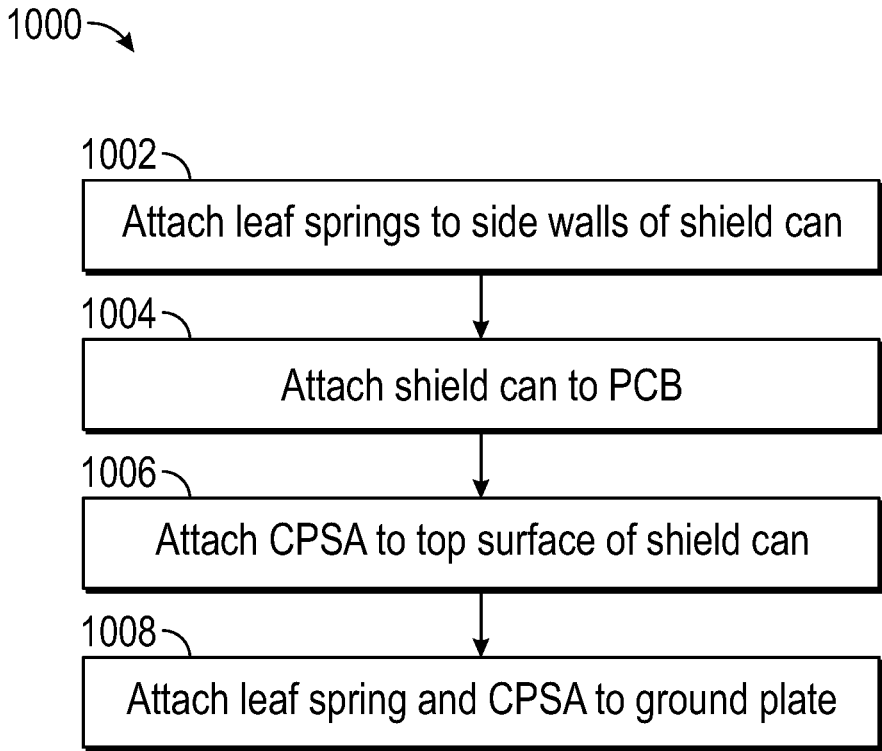 1000
1002
Attach leaf springs to side walls of shield can
1004
Attach shield can to PCB
1006
Attach CPSA to top surface of shield can
1008
Attach leaf spring and CPSA to ground plate